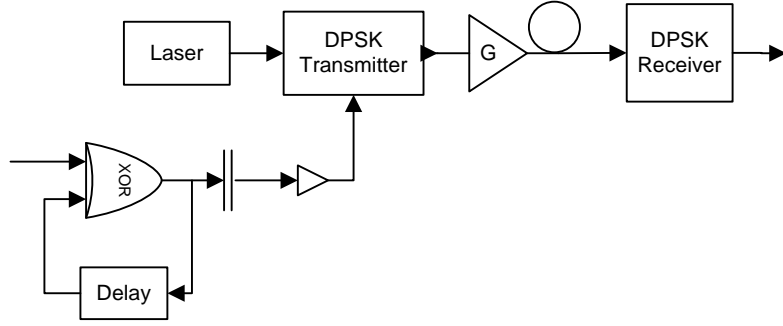 Laser
DPSK
Transmitter
G
DPSK
Receiver
XOR
Delay